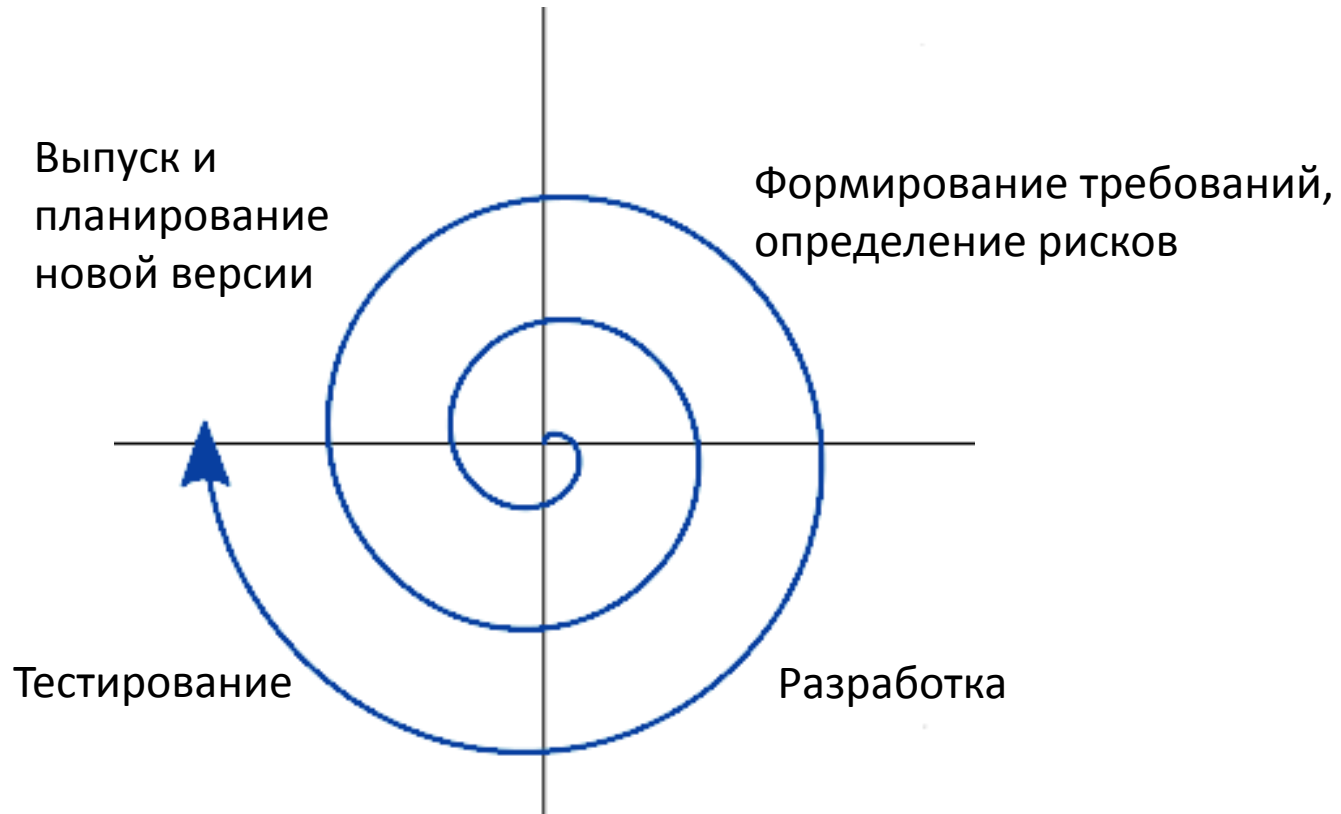 Выпуск и
планирование
новой версии
Формирование требований,
определение рисков
Тестирование
Разработка